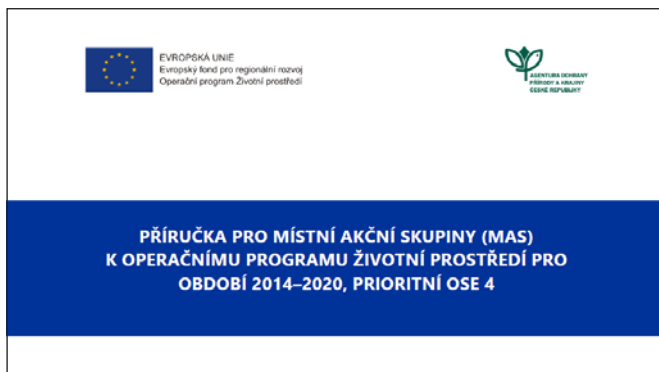 EVROPSKÁ UNIE
Evropský fond pro regionální rozvoj
Operační program Životní prostředí
AGENTURA OCHRANY
PŘÍRODY A KRAJINY
ČESKÉ REPUBLIKY
PŘÍRUČKA PRO MÍSTNÍ AKČNÍ SKUPINY (MAS)
K OPERAČNÍMU PROGRAMU ŽIVOTNÍ PROSTŘEDÍ PRO
OBDOBÍ 2014–2020, PRIORITNÍ OSE 4